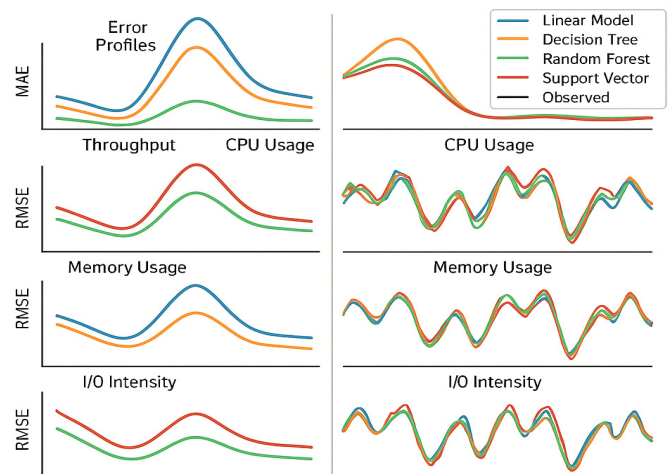 Error
Profiles
MAE
Linear Model
Decision Tree
Random Forest
Support Vector
Observed
Throughput
CPU Usage
CPU Usage
RMSE
Memory Usage
Memory Usage
RMSE
I/O Intensity
I/O Intensity
RMSE